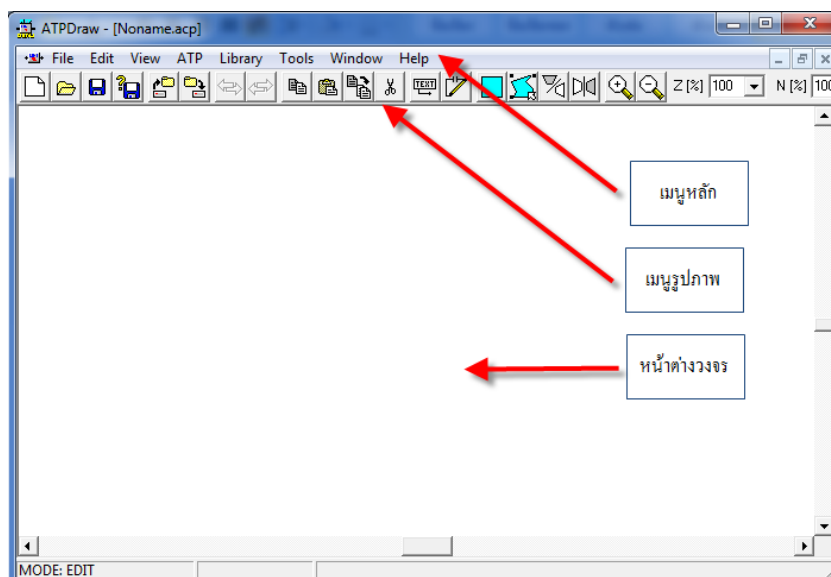 ATPDraw - [Noname.acp]
File Edit View ATP Library Tools Window Help
TEXT Z [%] 100 N [%] 100
เมนูหลัก
เมนูรูปภาพ
หน้าต่างวงจร
MODE: EDIT